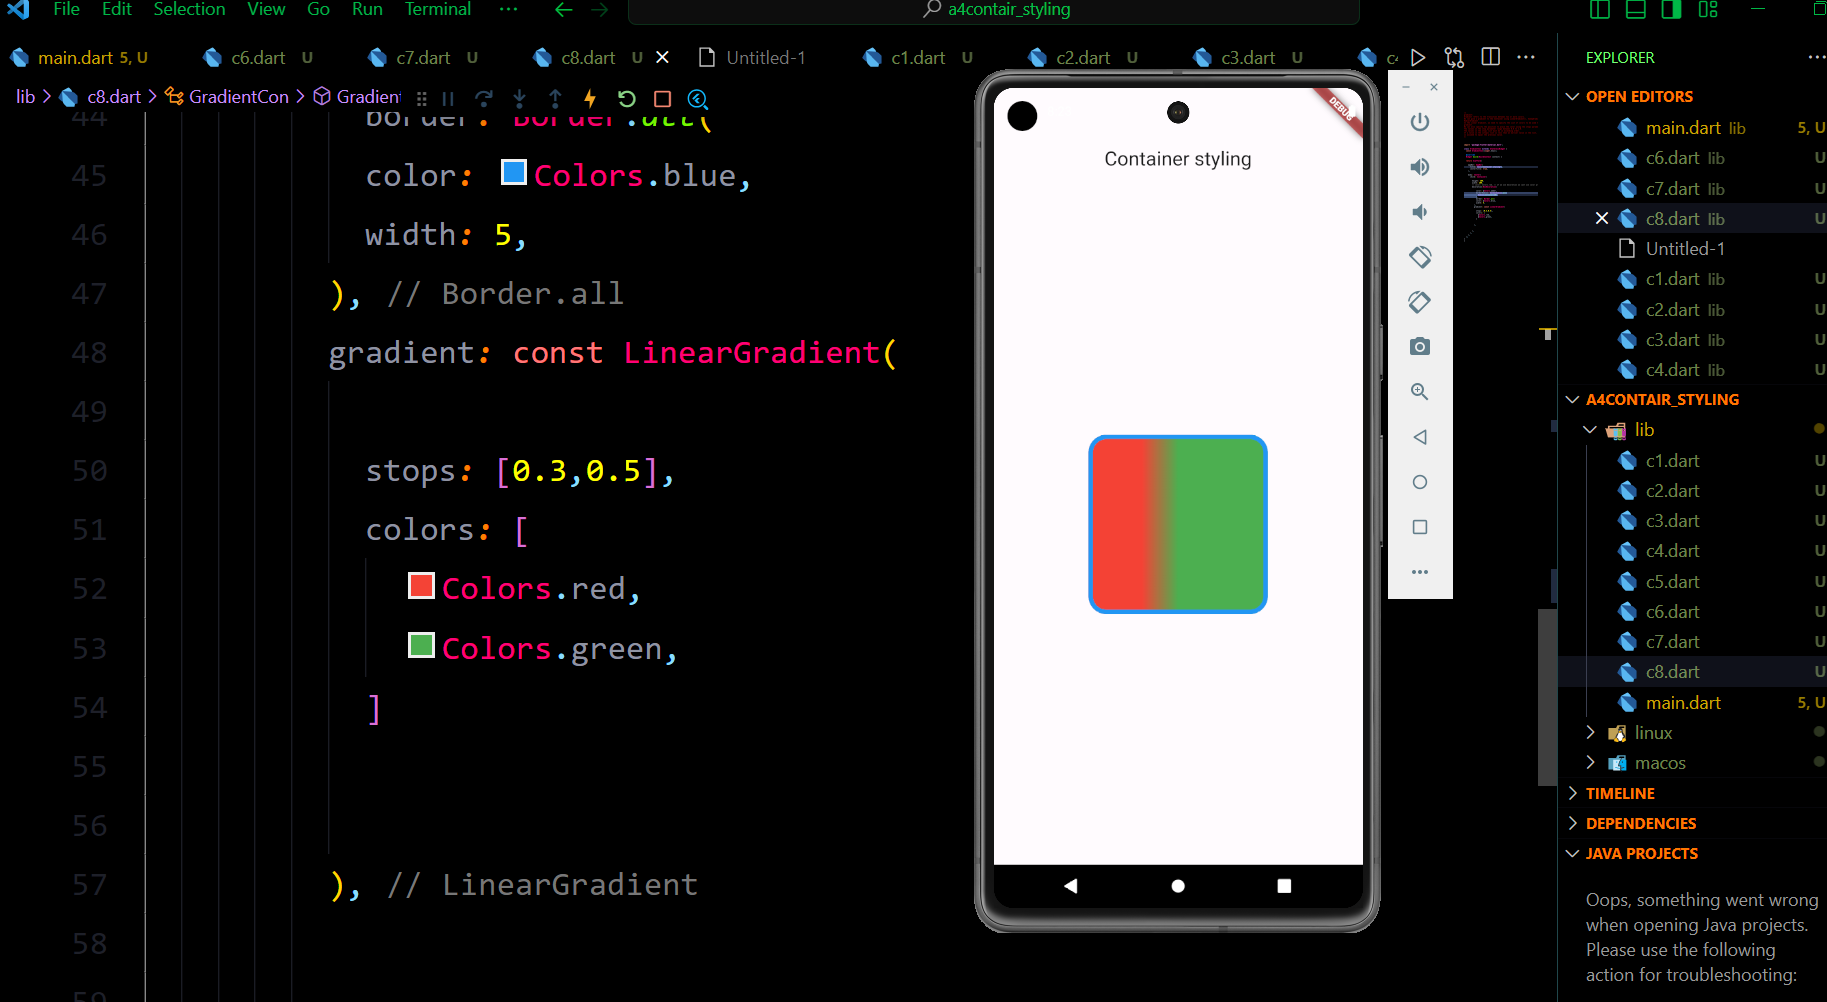 File Edit Selection View Go Run Terminal ··· a4contair_styling
main.dart 5, U c6.dart U c7.dart U c8.dart U Untitled-1 c1.dart U c2.dart U c3.dart U c4
lib > c8.dart > GradientCon > Gradient
44 border: Border.all(
45 color: Colors.blue,
46 width: 5,
47 ), // Border.all
48 gradient: const LinearGradient(
49
50 stops: [0.3,0.5],
51 colors: [
52 Colors.red,
53 Colors.green,
54 ]
55
56
57 ), // LinearGradient
58
59
DEBUG
Container styling
EXPLORER
OPEN EDITORS
main.dart lib 5, U
c6.dart lib U
c7.dart lib U
c8.dart lib U
Untitled-1
c1.dart lib U
c2.dart lib U
c3.dart lib U
c4.dart lib U
A4CONTAIR_STYLING
lib
c1.dart U
c2.dart U
c3.dart U
c4.dart U
c5.dart U
c6.dart U
c7.dart U
c8.dart U
main.dart 5, U
linux
macos
TIMELINE
DEPENDENCIES
JAVA PROJECTS
Oops, something went wrong
when opening Java projects.
Please use the following
action for troubleshooting: